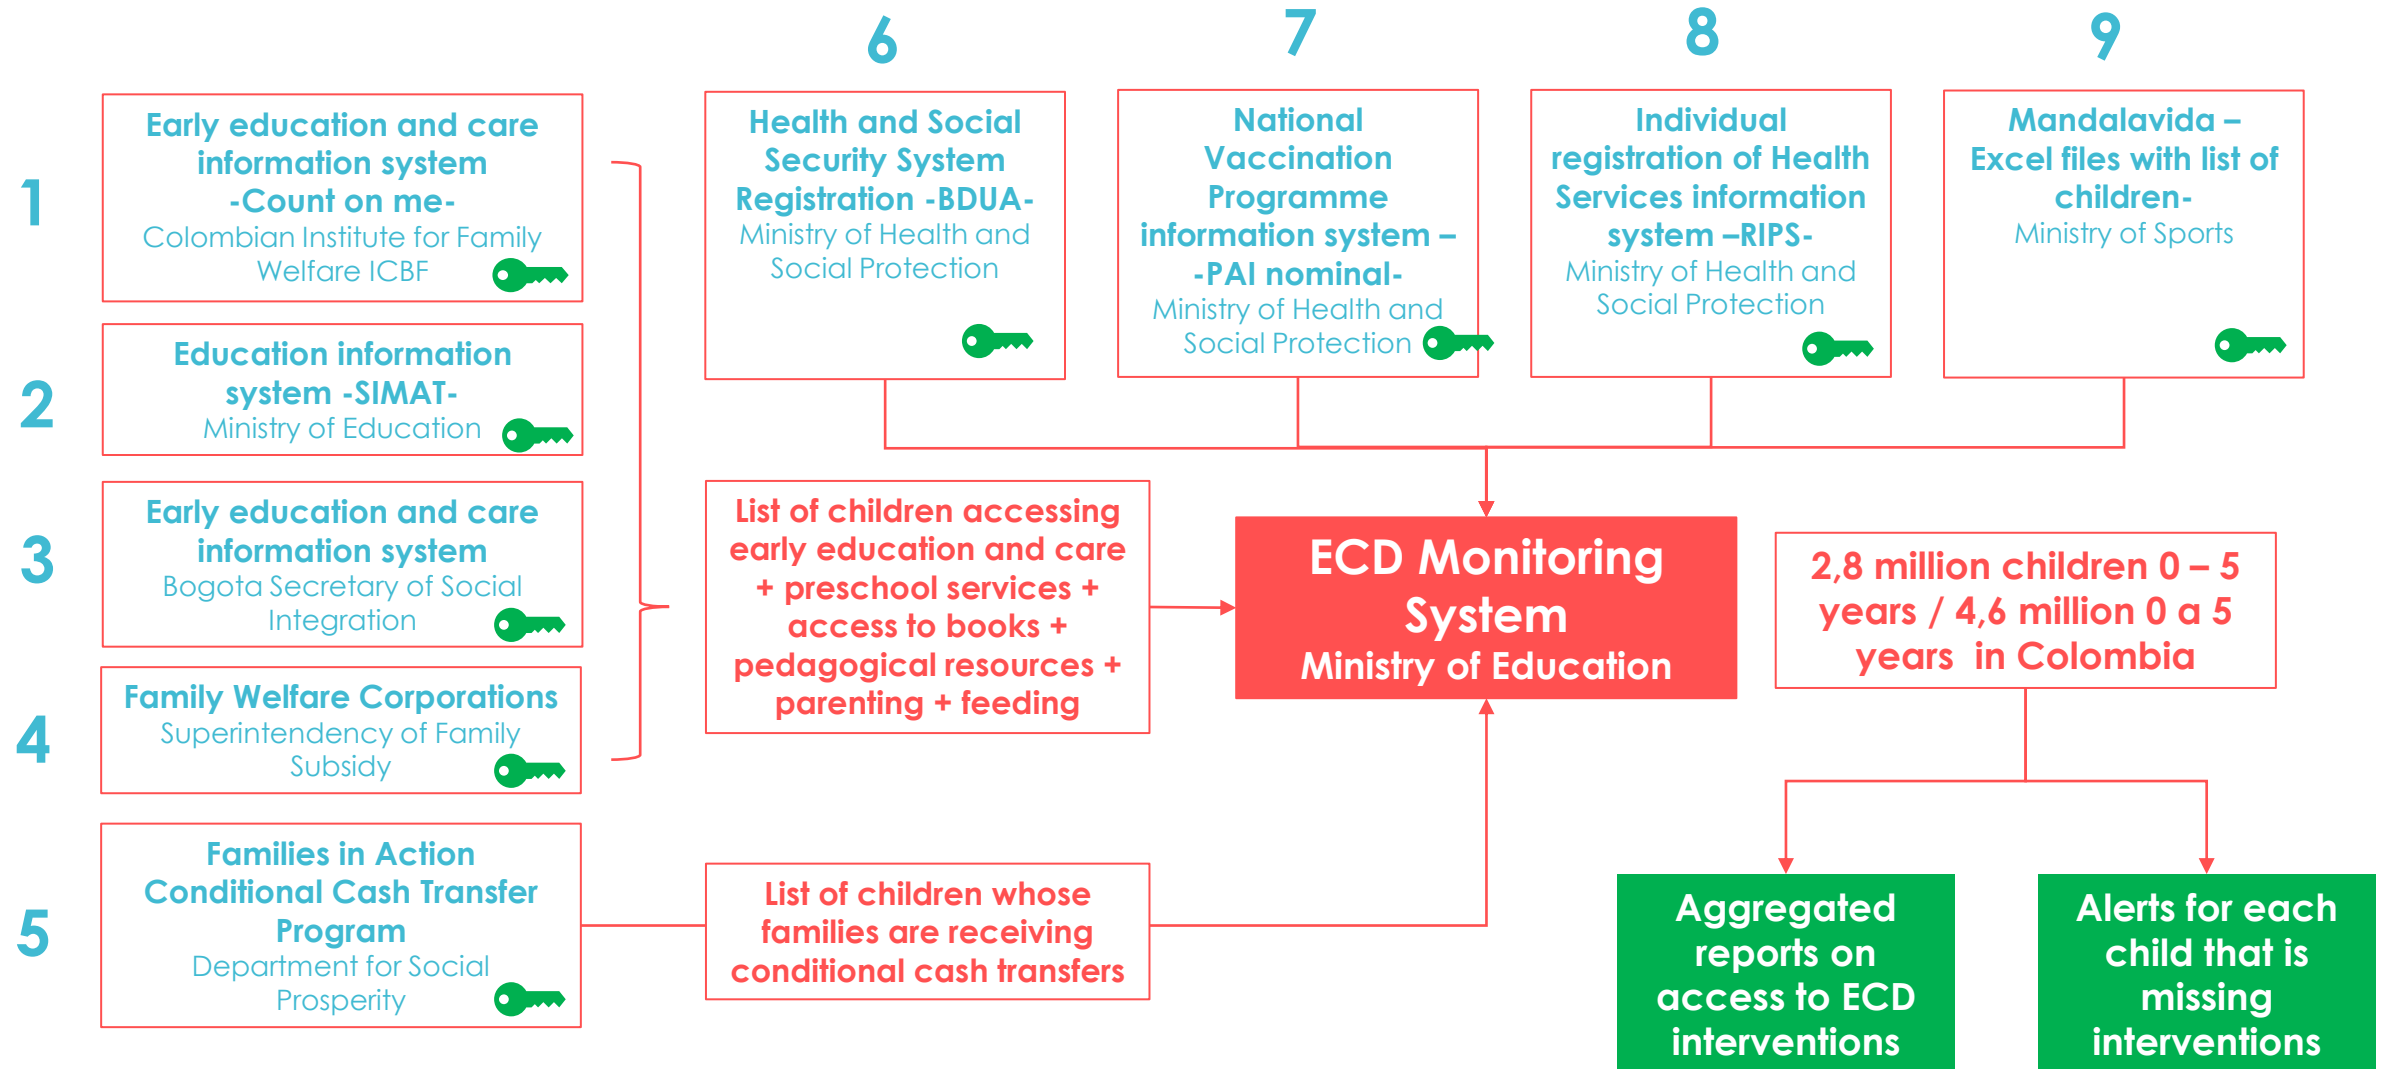 6
7
8
9
1
Early education and care
information system
-Count on me-
Colombian Institute for Family
Welfare ICBF
2
Education information
system -SIMAT-
Ministry of Education
3
Early education and care
information system
Bogota Secretary of Social
Integration
4
Family Welfare Corporations
Superintendency of Family
Subsidy
5
Families in Action
Conditional Cash Transfer
Program
Department for Social
Prosperity
Health and Social
Security System
Registration -BDUA-
Ministry of Health and
Social Protection
National
Vaccination
Programme
information system –
-PAI nominal-
Ministry of Health and
Social Protection
Individual
registration of Health
Services information
system –RIPS-
Ministry of Health and
Social Protection
Mandalavida –
Excel files with list of
children-
Ministry of Sports
List of children accessing
early education and care
+ preschool services +
access to books +
pedagogical resources +
parenting + feeding
ECD Monitoring
System
Ministry of Education
2,8 million children 0 – 5
years / 4,6 million 0 a 5
years in Colombia
List of children whose
families are receiving
conditional cash transfers
Aggregated
reports on
access to ECD
interventions
Alerts for each
child that is
missing
interventions